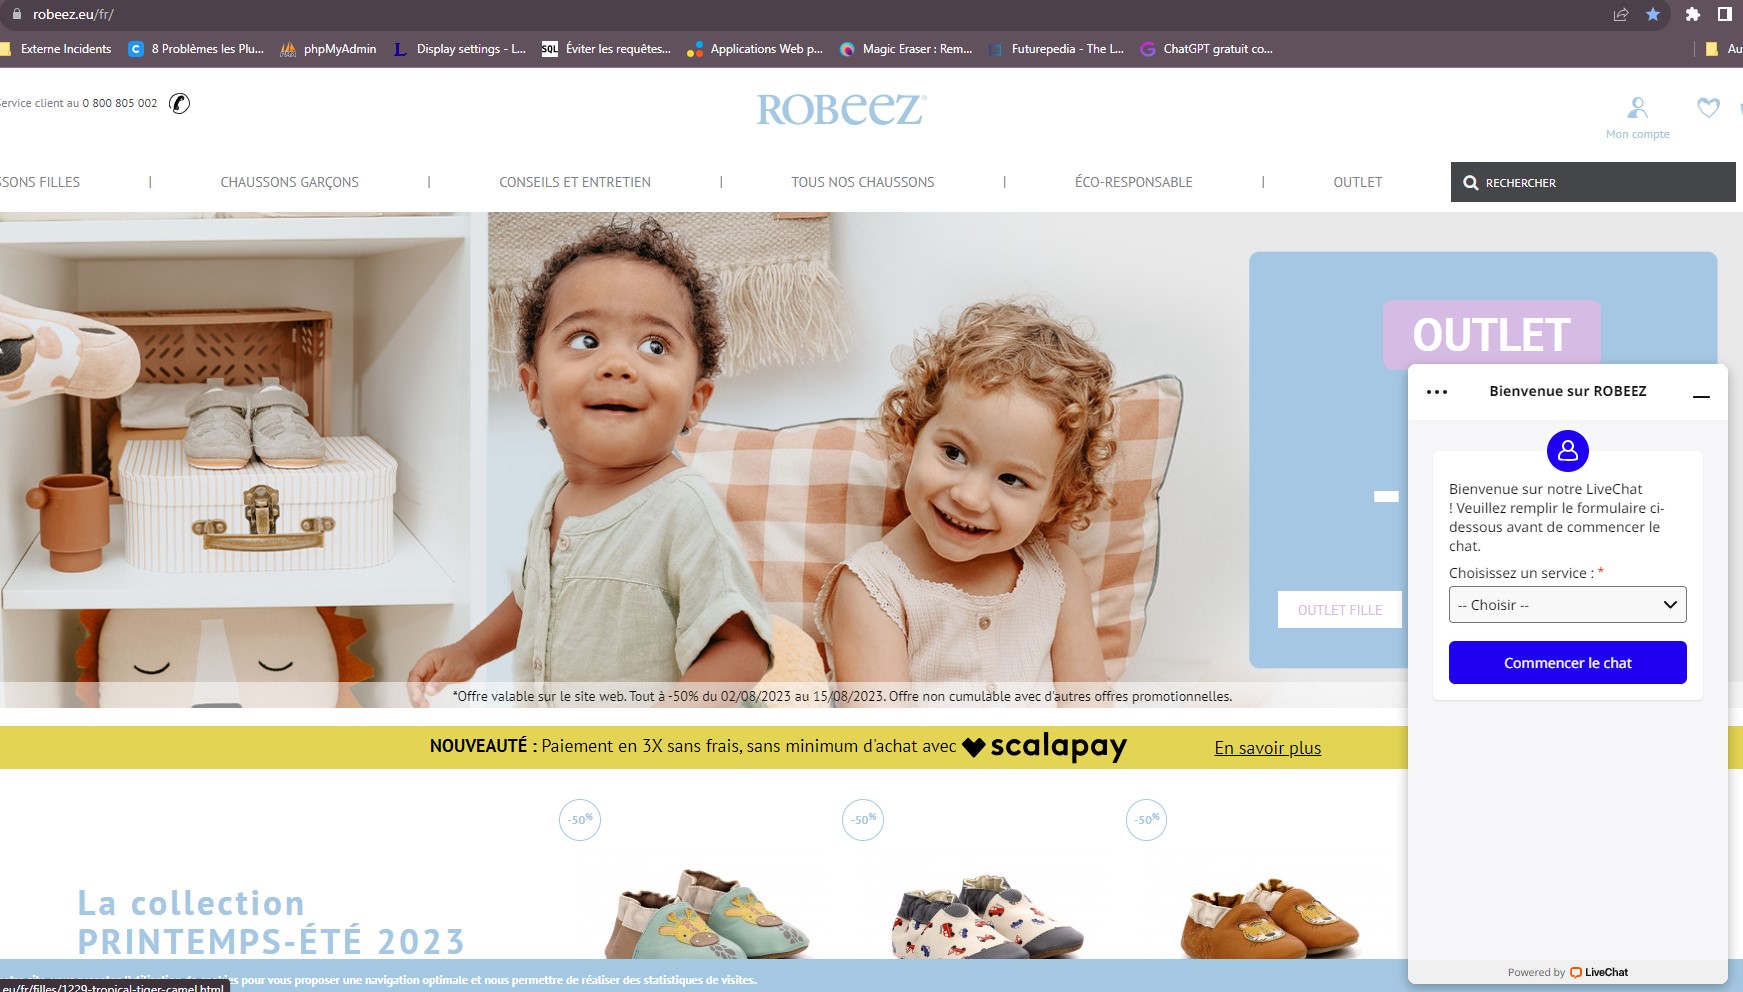 robeez.eu/fr/
Externe Incidents
8 Problèmes les Plu...
phpMyAdmin
Display settings - L...
SQL
Éviter les requêtes...
Applications Web p...
Magic Eraser : Rem...
Futurepedia - The L...
ChatGPT gratuit co...
Au
ervice client au 0 800 805 002
ROBEEZ
Mon compte
SSONS FILLES | CHAUSSONS GARÇONS | CONSEILS ET ENTRETIEN | TOUS NOS CHAUSSONS | ÉCO-RESPONSABLE | OUTLET
RECHERCHER
OUTLET
-
OUTLET FILLE
*Offre valable sur le site web. Tout à -50% du 02/08/2023 au 15/08/2023. Offre non cumulable avec d'autres offres promotionnelles.
NOUVEAUTÉ : Paiement en 3X sans frais, sans minimum d'achat avec scalapay
En savoir plus
-50%
-50%
-50%
La collection
PRINTEMPS-ÉTÉ 2023
pour vous proposer une navigation optimale et nous permettre de réaliser des statistiques de visites.
.eu/fr/filles/1229-tropical-tiger-camel.html
Bienvenue sur ROBEEZ
Bienvenue sur notre LiveChat
! Veuillez remplir le formulaire ci-
dessous avant de commencer le
chat.
Choisissez un service : *
-- Choisir --
Commencer le chat
Powered by LiveChat